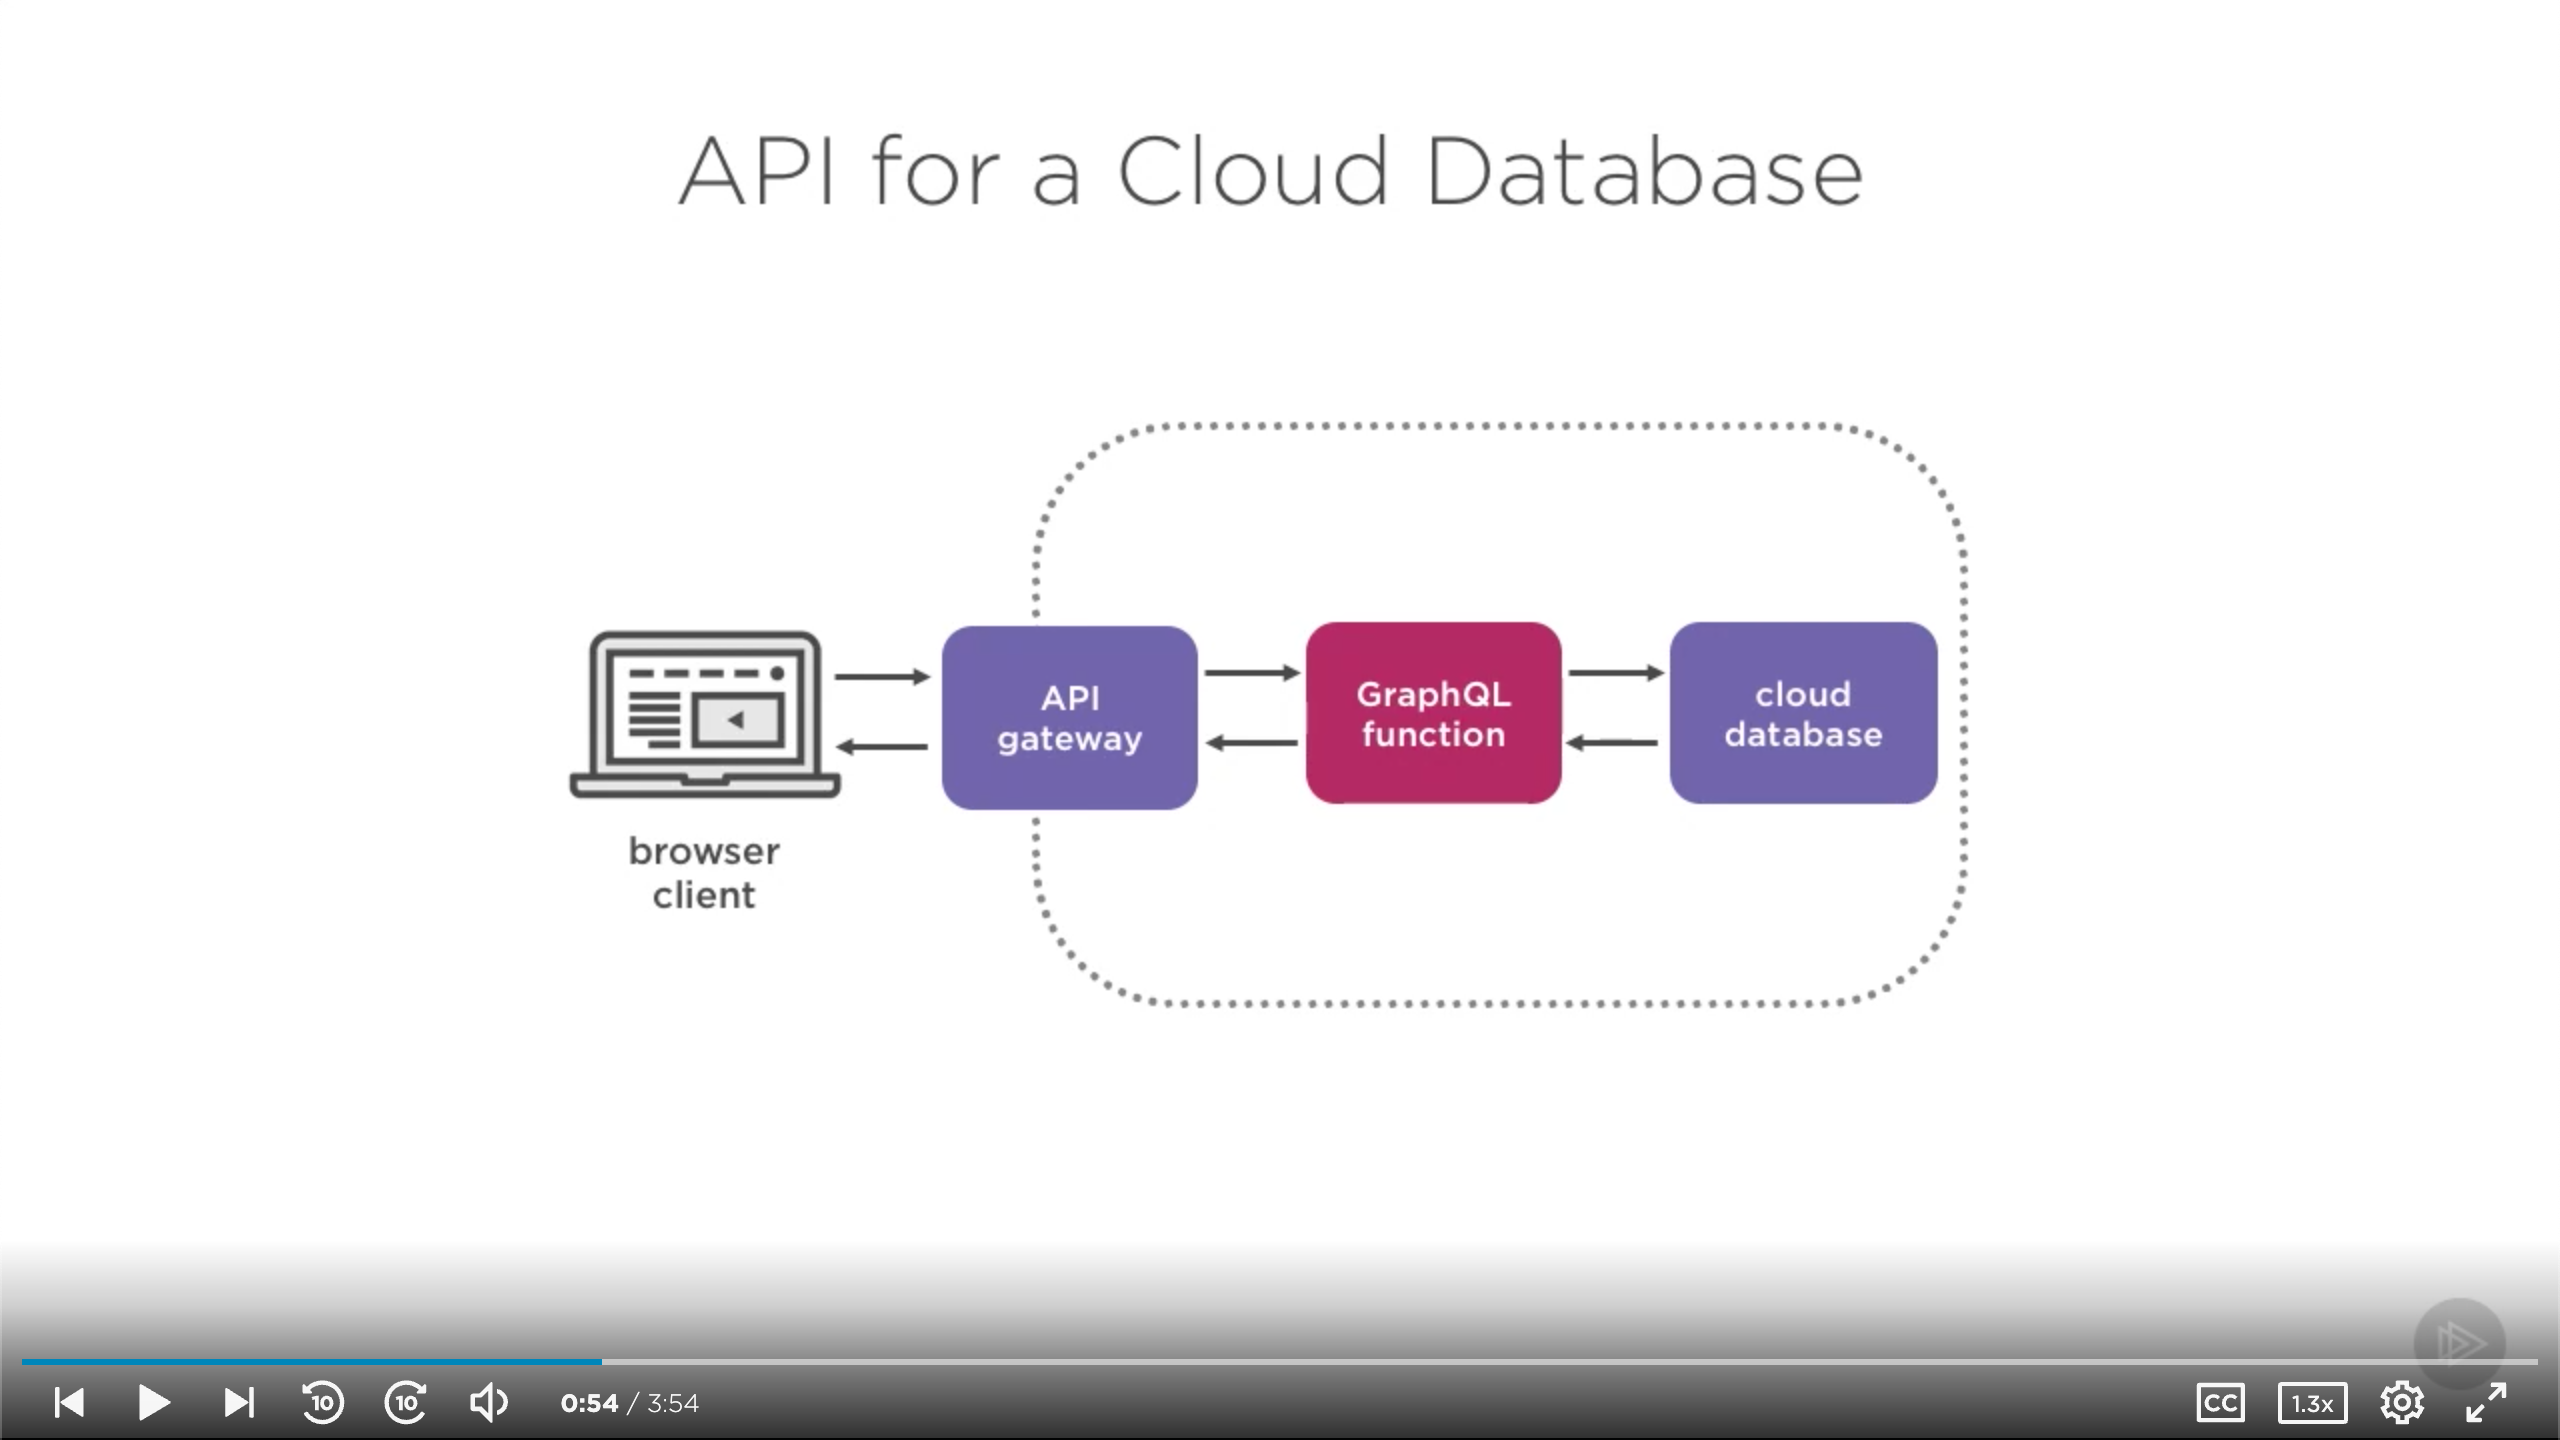 API for a Cloud Database
API
gateway
GraphQL
function
cloud
database
browser
client
10
10
0:54 / 3:54
CC
1.3x